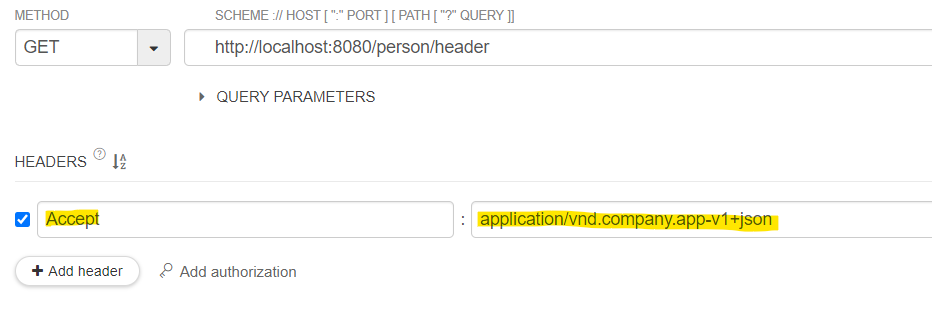 METHOD SCHEME :// HOST [ ":" PORT ] [ PATH [ "?" QUERY ]]
GET http://localhost:8080/person/header
QUERY PARAMETERS
HEADERS ? A Z
Accept : application/vnd.company.app-v1+json
+ Add header Add authorization